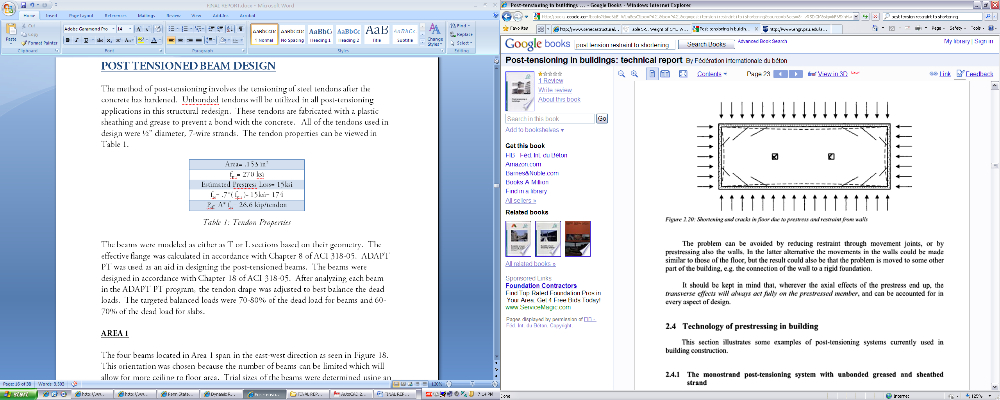 FINAL REPORT.docx - Microsoft Word
Home Insert Page Layout References Mailings Review View Add-Ins Acrobat
Paste
Cut
Copy
Format Painter
Clipboard
Adobe Garamond Pro 14
Font
Paragraph
AaBbCcDc AaBbCcDc AaBbC AaBbCc AaB AaBbCc.
¶ Normal No Spacing Heading 1 Heading 2 Title Subtitle
Change Styles
Styles
Find
Replace
Select
Editing
POST TENSIONED BEAM DESIGN
The method of post-tensioning involves the tensioning of steel tendons after the
concrete has hardened. Unbonded tendons will be utilized in all post-tensioning
applications in this structural redesign. These tendons are fabricated with a plastic
sheathing and grease to prevent a bond with the concrete. All of the tendons used in
design were ½” diameter, 7-wire strands. The tendon properties can be viewed in
Table 1.
Area= .153 in²
fpu= 270 ksi
Estimated Prestress Loss= 15ksi
fse= .7*( fpu )- 15ksi= 174
Peff=A* fse= 26.6 kip/tendon
Table 1: Tendon Properties
The beams were modeled as either as T or L sections based on their geometry. The
effective flange was calculated in accordance with Chapter 8 of ACI 318-05. ADAPT
PT was used as an aid in designing the post-tensioned beams. The beams were
designed in accordance with Chapter 18 of ACI 318-05. After analyzing each beam
in the ADAPT PT program, the tendon drape was adjusted to best balance the dead
loads. The targeted balanced loads were 70-80% of the dead load for beams and 60-
70% of the dead load for slabs.
AREA 1
The four beams located in Area 1 span in the east-west direction as seen in Figure 18.
This orientation was chosen because the number of beams can be limited which will
allow for more ceiling to floor area. Trial sizes of the beams were determined using an
Page: 16 of 38 Words: 3,503 120%
start http://ww... http://ww... Penn State... Dynamic R... Post-tensio... FINAL REP... AutoCAD 2... FINAL REP... 7:14 PM
Post-tensioning in buildings ... - Google Books - Windows Internet Explorer
http://books.google.com/books?id=e6bE_WLm8csC&pg=PA21&lpg=PA21&dq=post+tension+restraint+to+shortening&source=bl&ots=8f_vR5DlGM&sig=kF65XhHw
post tension restraint to shortening
Favorites
http://www.senecastructural... Table 5-5. Weight of CMU W... Post-tensioning in buildin... http://www.engr.psu.edu/a...
Page Safety Tools
Google books
post tension restraint to shortening
Search Books
Advanced Book Search
My library | Sign in
Post-tensioning in buildings: technical report By Fédération internationale du béton
1 Review
Write review
About this book
Search in this book Go
Add to bookshelves
Get this book
FIB - Féd. Int. du Béton
Amazon.com
Barnes&Noble.com
Books-A-Million
Find in a library
All sellers »
Related books
All related books »
Sponsored Links
Foundation Contractors
Find Top-Rated Foundation Pros in
Your Area. Get 4 Free Bids Today!
www.ServiceMagic.com
Pages displayed by permission of FIB -
Féd. Int. du Béton. Copyright.
Contents Page 23 View in 3D New! Link Feedback
Figure 2.20: Shortening and cracks in floor due to prestress and restraint from walls
The problem can be avoided by reducing restraint through movement joints, or by
prestressing also the walls. In the latter alternative the movements in the walls could be made
similar to those of the floor, but the result could also be that the problem is moved to some other
part of the building, e.g. the connection of the wall to a rigid foundation.
It should be kept in mind that, wherever the axial effects of the prestress end up, the
transverse effects will always act fully on the prestressed member, and can be accounted for in
every aspect of design.
2.4 Technology of prestressing in building
This section illustrates some examples of post-tensioning systems currently used in
building construction.
2.4.1 The monostrand post-tensioning system with unbonded greased and sheathed
strand
Done Internet 125%